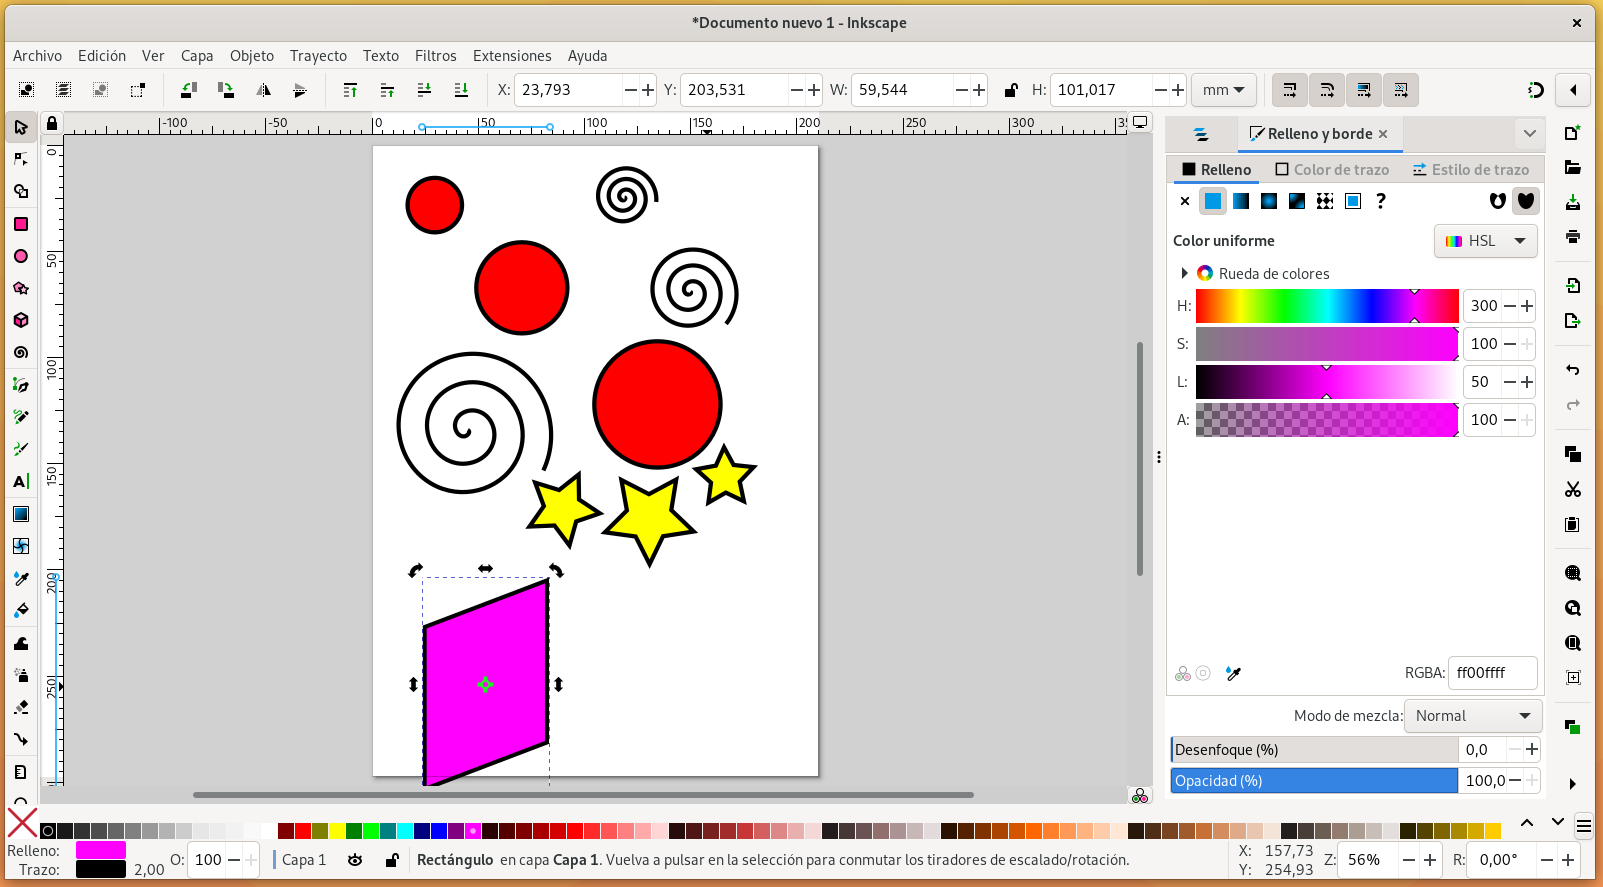 *Documento nuevo 1 - Inkscape
Archivo Edición Ver Capa Objeto Trayecto Texto Filtros Extensiones Ayuda
X: 23,793 Y: 203,531 W: 59,544 H: 101,017 mm
-100 -50 0 50 100 150 200 250 300
0
50
100
150
200
250
Relleno y borde
Relleno Color de trazo Estilo de trazo
?
Color uniforme HSL
Rueda de colores
H: 300
S: 100
L: 50
A: 100
RGBA: ff00ffff
Modo de mezcla: Normal
Desenfoque (%) 0,0
Opacidad (%) 100,0
Relleno:
Trazo: 2,00
O: 100
Capa 1
Rectángulo en capa Capa 1. Vuelva a pulsar en la selección para conmutar los tiradores de escalado/rotación.
X: 157,73
Y: 254,93
Z: 56%
R: 0,00°